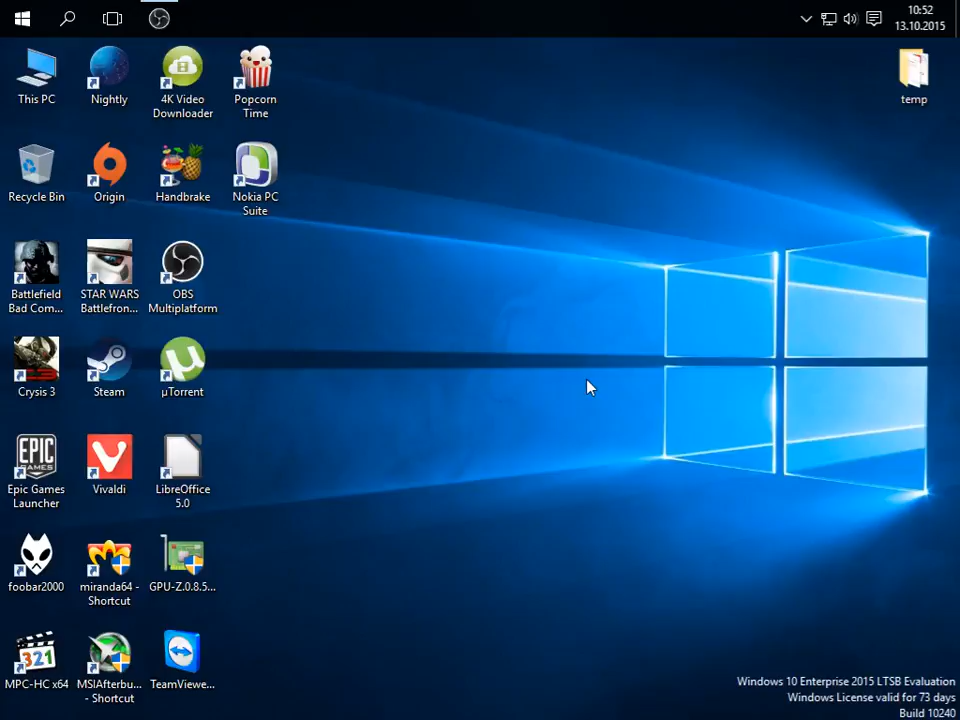 10:52
13.10.2015
This PC
Nightly
4K Video
Downloader
Popcorn
Time
temp
Recycle Bin
Origin
Handbrake
Nokia PC
Suite
Battlefield
Bad Com...
STAR WARS
Battlefron...
OBS
Multiplatform
Crysis 3
Steam
µTorrent
EPIC
GAMES
Epic Games
Launcher
Vivaldi
LibreOffice
5.0
foobar2000
miranda64 -
Shortcut
GPU-Z.0.8.5...
321
MPC-HC x64
MSIAfterbu...
- Shortcut
TeamViewe...
Windows 10 Enterprise 2015 LTSB Evaluation
Windows License valid for 73 days
Build 10240